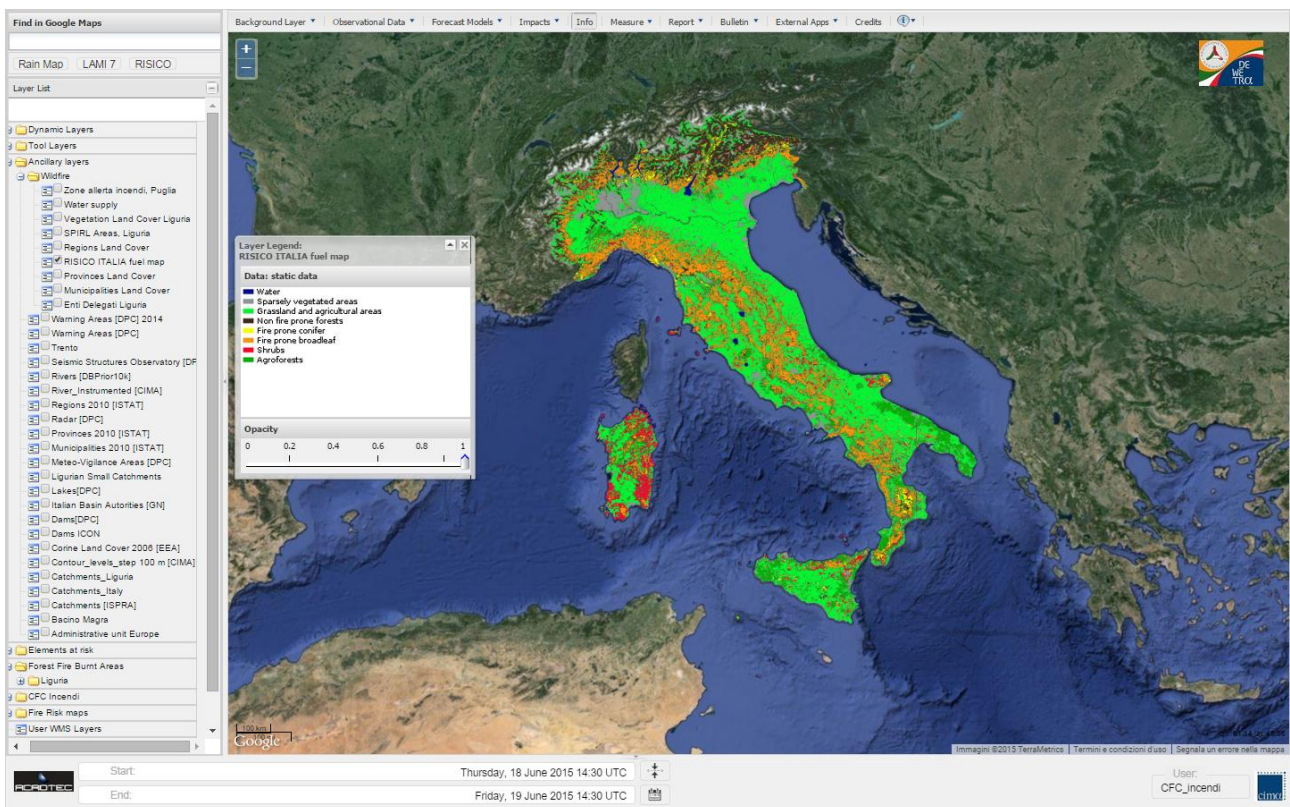 Find in Google Maps
Rain Map LAMI 7 RISICO
Layer List
Dynamic Layers
Tool Layers
Ancillary layers
Wildfire
Zone allerta incendi, Puglia
Water supply
Vegetation Land Cover Liguria
SPIRL Areas, Liguria
Regions Land Cover
RISICO ITALIA fuel map
Provinces Land Cover
Municipalities Land Cover
Enti Delegati Liguria
Warning Areas [DPC] 2014
Warning Areas [DPC]
Trento
Seismic Structures Observatory [DP
Rivers [DBPrior10k]
River_Instrumented [CIMA]
Regions 2010 [ISTAT]
Radar [DPC]
Provinces 2010 [ISTAT]
Municipalities 2010 [ISTAT]
Meteo-Vigilance Areas [DPC]
Ligurian Small Catchments
Lakes[DPC]
Italian Basin Autorities [GN]
Dams[DPC]
Dams ICON
Corine Land Cover 2006 [EEA]
Contour_levels_step 100 m [CIMA]
Catchments_Liguria
Catchments_Italy
Catchments [ISPRA]
Bacino Magra
Administrative unit Europe
Elements at risk
Forest Fire Burnt Areas
Liguria
CFC Incendi
Fire Risk maps
User WMS Layers
Background Layer Observational Data Forecast Models Impacts Info Measure Report Bulletin External Apps Credits
DE
WE
TRα
Layer Legend:
RISICO ITALIA fuel map
Data: static data
Water
Sparsely vegetated areas
Grassland and agricultural areas
Non fire prone forests
Fire prone conifer
Fire prone broadleaf
Shrubs
Agroforests
Opacity
0 0.2 0.4 0.6 0.8 1
100 km
Google
Immagini ©2015 TerraMetrics Termini e condizioni d'uso Segnala un errore nella mappa
ACROTEC
Start: Thursday, 18 June 2015 14:30 UTC
End: Friday, 19 June 2015 14:30 UTC
User:
CFC_incendi
cima